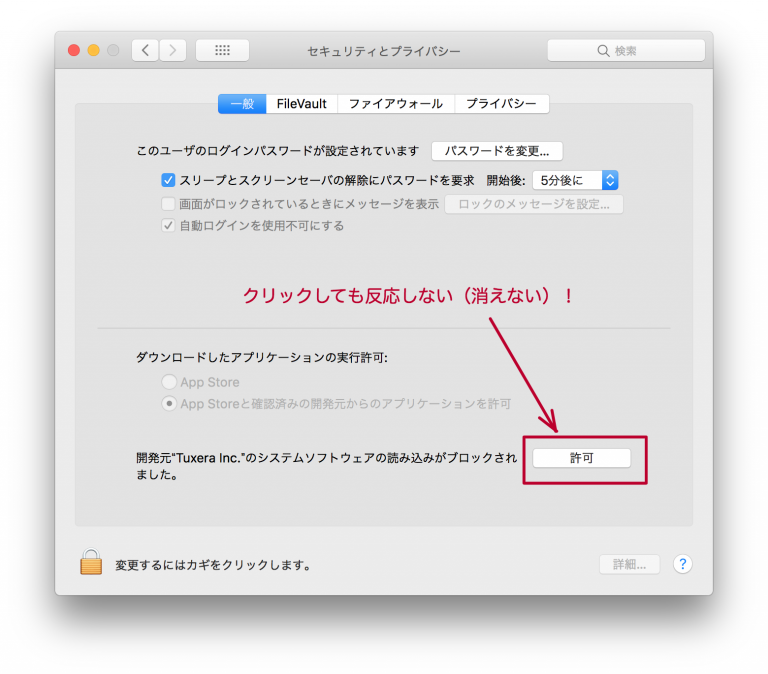 セキュリティとプライバシー
検索
一般 FileVault ファイアウォール プライバシー
このユーザのログインパスワードが設定されています パスワードを変更...
スリープとスクリーンセーバの解除にパスワードを要求 開始後: 5分後に
画面がロックされているときにメッセージを表示 ロックのメッセージを設定...
自動ログインを使用不可にする
クリックしても反応しない（消えない）！
ダウンロードしたアプリケーションの実行許可:
App Store
App Storeと確認済みの開発元からのアプリケーションを許可
開発元“Tuxera Inc.”のシステムソフトウェアの読み込みがブロックされ
ました。
許可
変更するにはカギをクリックします。
詳細...
?